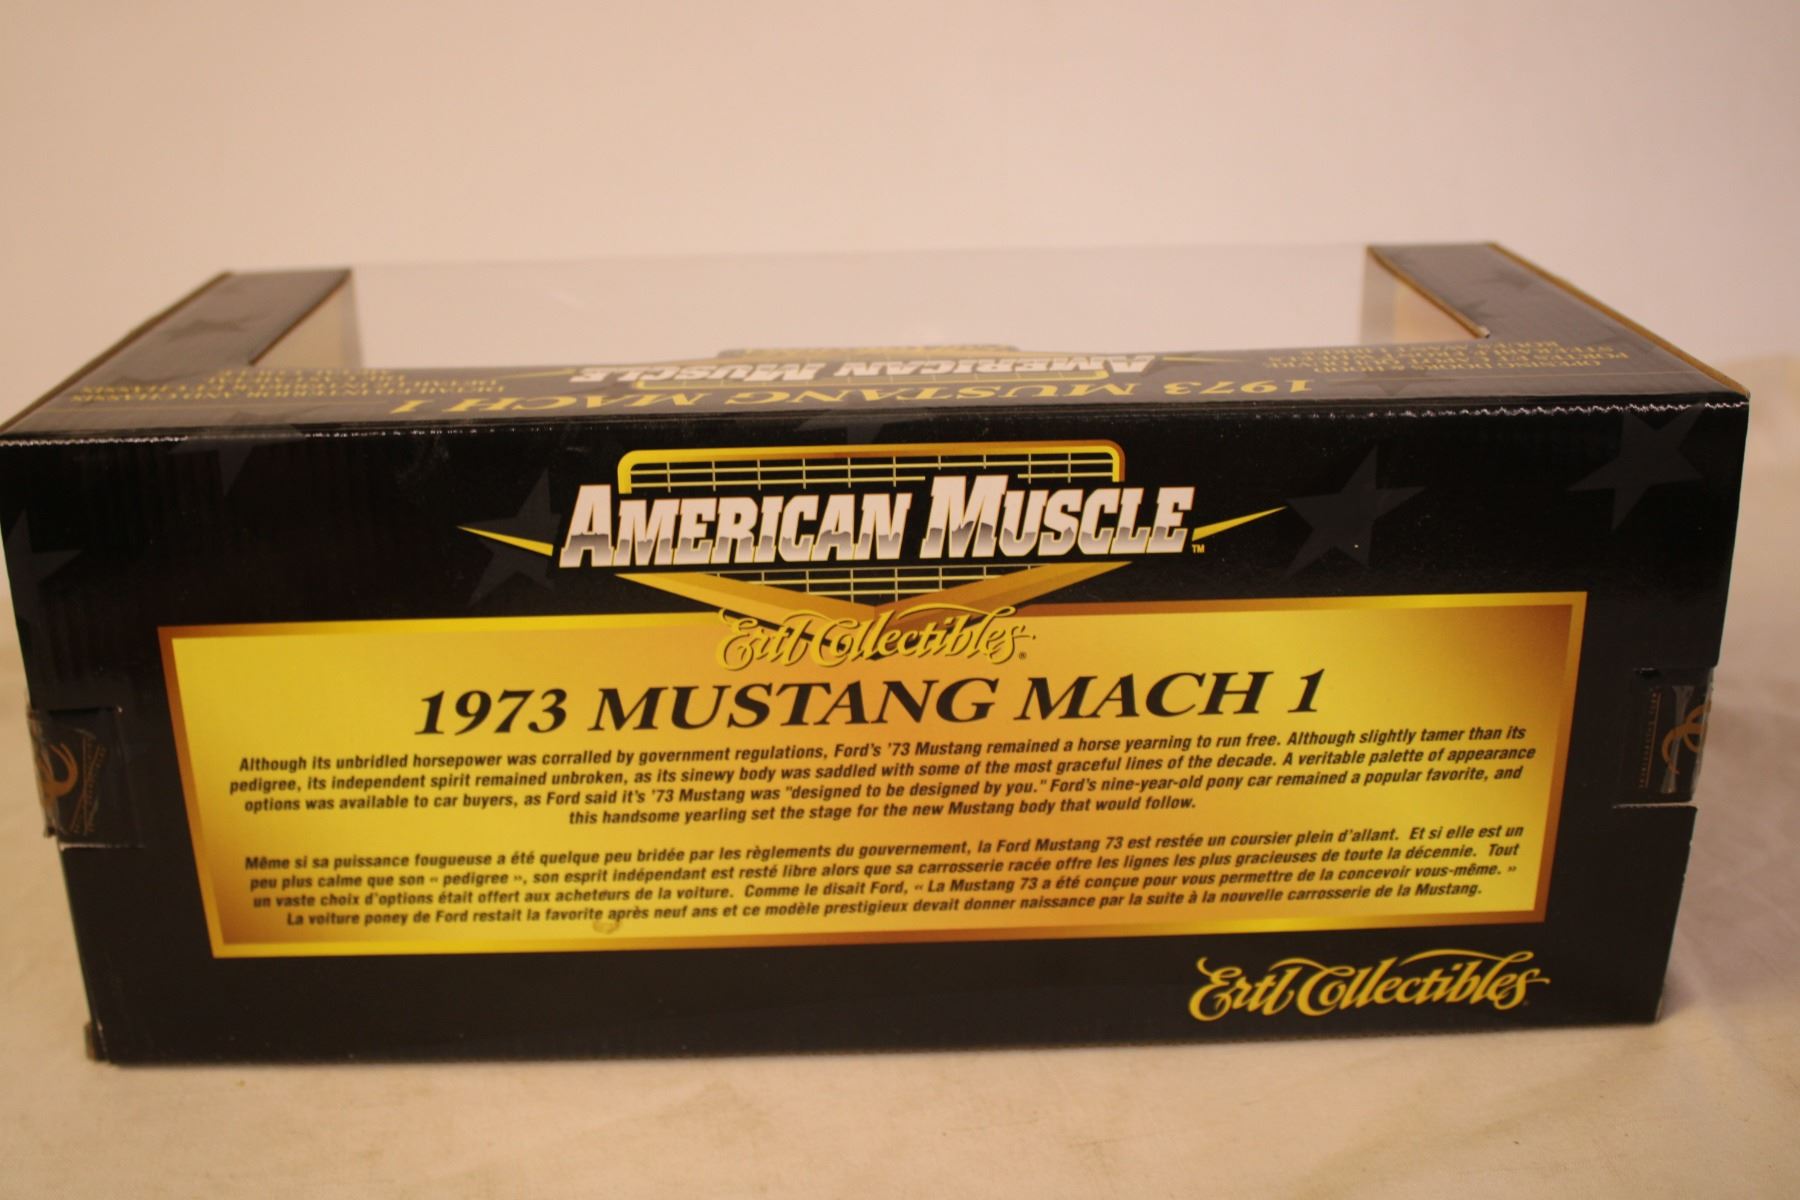 AMERICAN MUSCLE
1973 MUSTANG MACH 1
OPENING DOORS & HOOD
DETAILED INTERIOR AND CHASSIS
AMERICAN MUSCLE™
Ertl Collectibles®
1973 MUSTANG MACH 1
Although its unbridled horsepower was corralled by government regulations, Ford's '73 Mustang remained a horse yearning to run free. Although slightly tamer than its
pedigree, its independent spirit remained unbroken, as its sinewy body was saddled with some of the most graceful lines of the decade. A veritable palette of appearance
options was available to car buyers, as Ford said it's '73 Mustang was "designed to be designed by you." Ford's nine-year-old pony car remained a popular favorite, and
this handsome yearling set the stage for the new Mustang body that would follow.
Même si sa puissance fougueuse a été quelque peu bridée par les règlements du gouvernement, la Ford Mustang 73 est restée un coursier plein d'allant. Et si elle est un
peu plus calme que son « pedigree », son esprit indépendant est resté libre alors que sa carrosserie racée offre les lignes les plus gracieuses de toute la décennie. Tout
un vaste choix d'options était offert aux acheteurs de la voiture. Comme le disait Ford, « La Mustang 73 a été conçue pour vous permettre de la concevoir vous-même. »
La voiture poney de Ford restait la favorite après neuf ans et ce modèle prestigieux devait donner naissance par la suite à la nouvelle carrosserie de la Mustang.
Ertl Collectibles